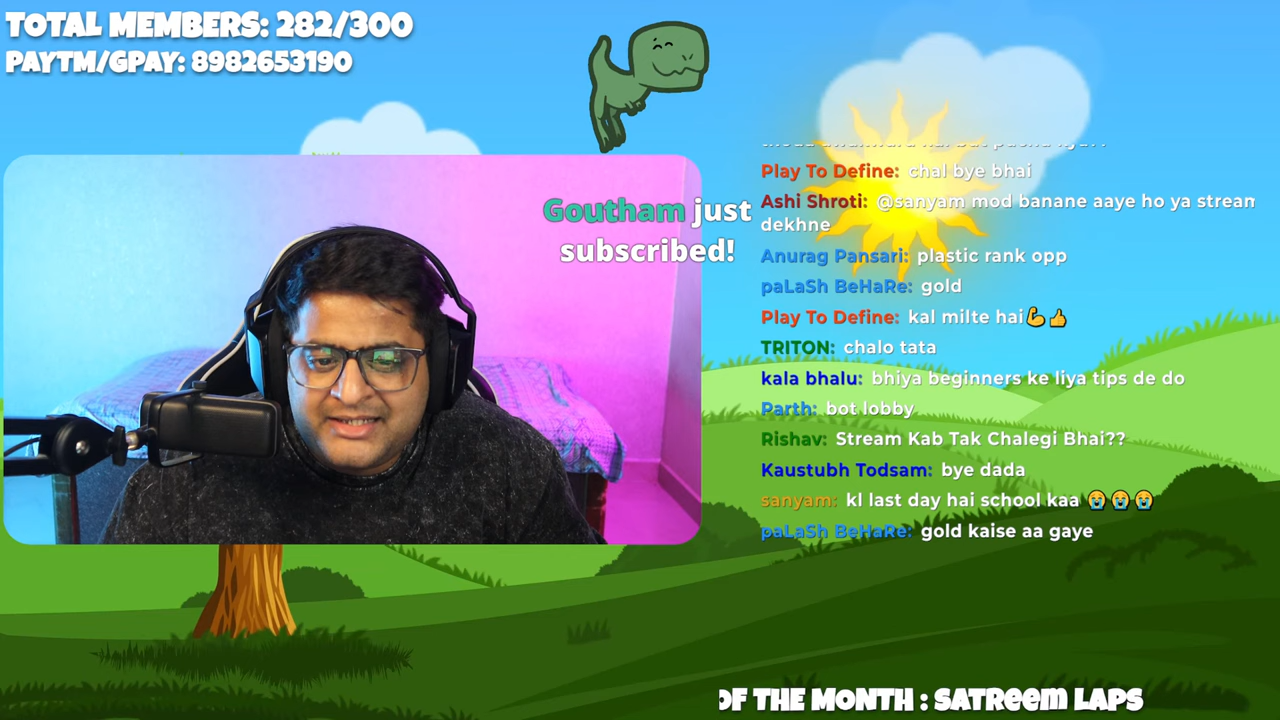 TOTAL MEMBERS: 282/300
PAYTM/GPAY: 8982653190
Goutham just
subscribed!
Play To Define: chal bye bhai
Ashi Shroti: @sanyam mod banane aaye ho ya stream
dekhne
Anurag Pansari: plastic rank opp
paLaSh BeHaRe: gold
Play To Define: kal milte hai💪👍
TRITON: chalo tata
kala bhalu: bhiya beginners ke liya tips de do
Parth: bot lobby
Rishav: Stream Kab Tak Chalegi Bhai??
Kaustubh Todsam: bye dada
sanyam: kl last day hai school kaa 😭😭😭
paLaSh BeHaRe: gold kaise aa gaye
OF THE MONTH : SATReeM LAPS